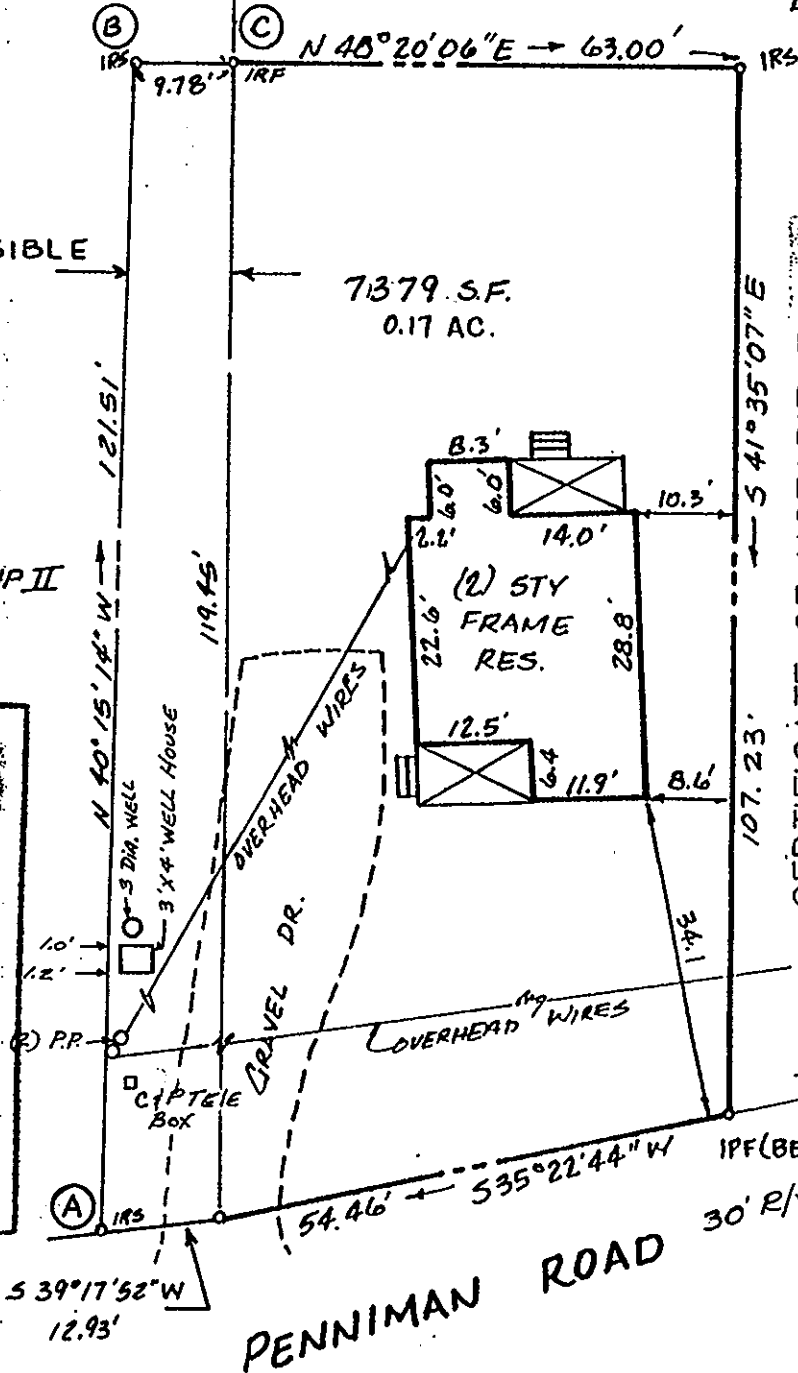 B
C
N 48°20'06"E → 63.00'
IRS
9.78'
IRF
IRS
SIBLE
7379 S.F.
0.17 AC.
121.51'
S 41°35'07" E
8.3'
6.0'
6.0'
10.3'
2.2'
14.0'
P II
N 40°15'14" W
119.45'
(2) STY
FRAME
RES.
22.6'
28.8'
OVERHEAD WIRES
12.5'
6.4
11.9'
8.6'
107.23'
3' DIA. WELL
3'X4' WELL HOUSE
34.1
1.0'
1.2'
GRAVEL DR.
OVERHEAD WIRES
(2) P.P.
C&P TELE
BOX
A
IRS
54.46' ← S35°22'44" W
IPF(BE
30' R/
S 39°17'52"W
12.93'
PENNIMAN ROAD